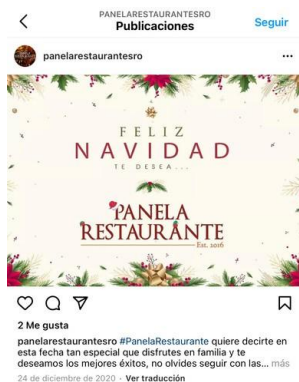 PANELARESTAURANTESRO
Publicaciones
Seguir
panelarestaurantesro
FELIZ
NAVIDAD
TE DESEA...
PANELA
RESTAURANTE
Est. 2016
2 Me gusta
panelarestaurantesro #PanelaRestaurante quiere decirte en
esta fecha tan especial que disfrutes en familia y te
deseamos los mejores éxitos, no olvides seguir con las... más
24 de diciembre de 2020 · Ver traducción